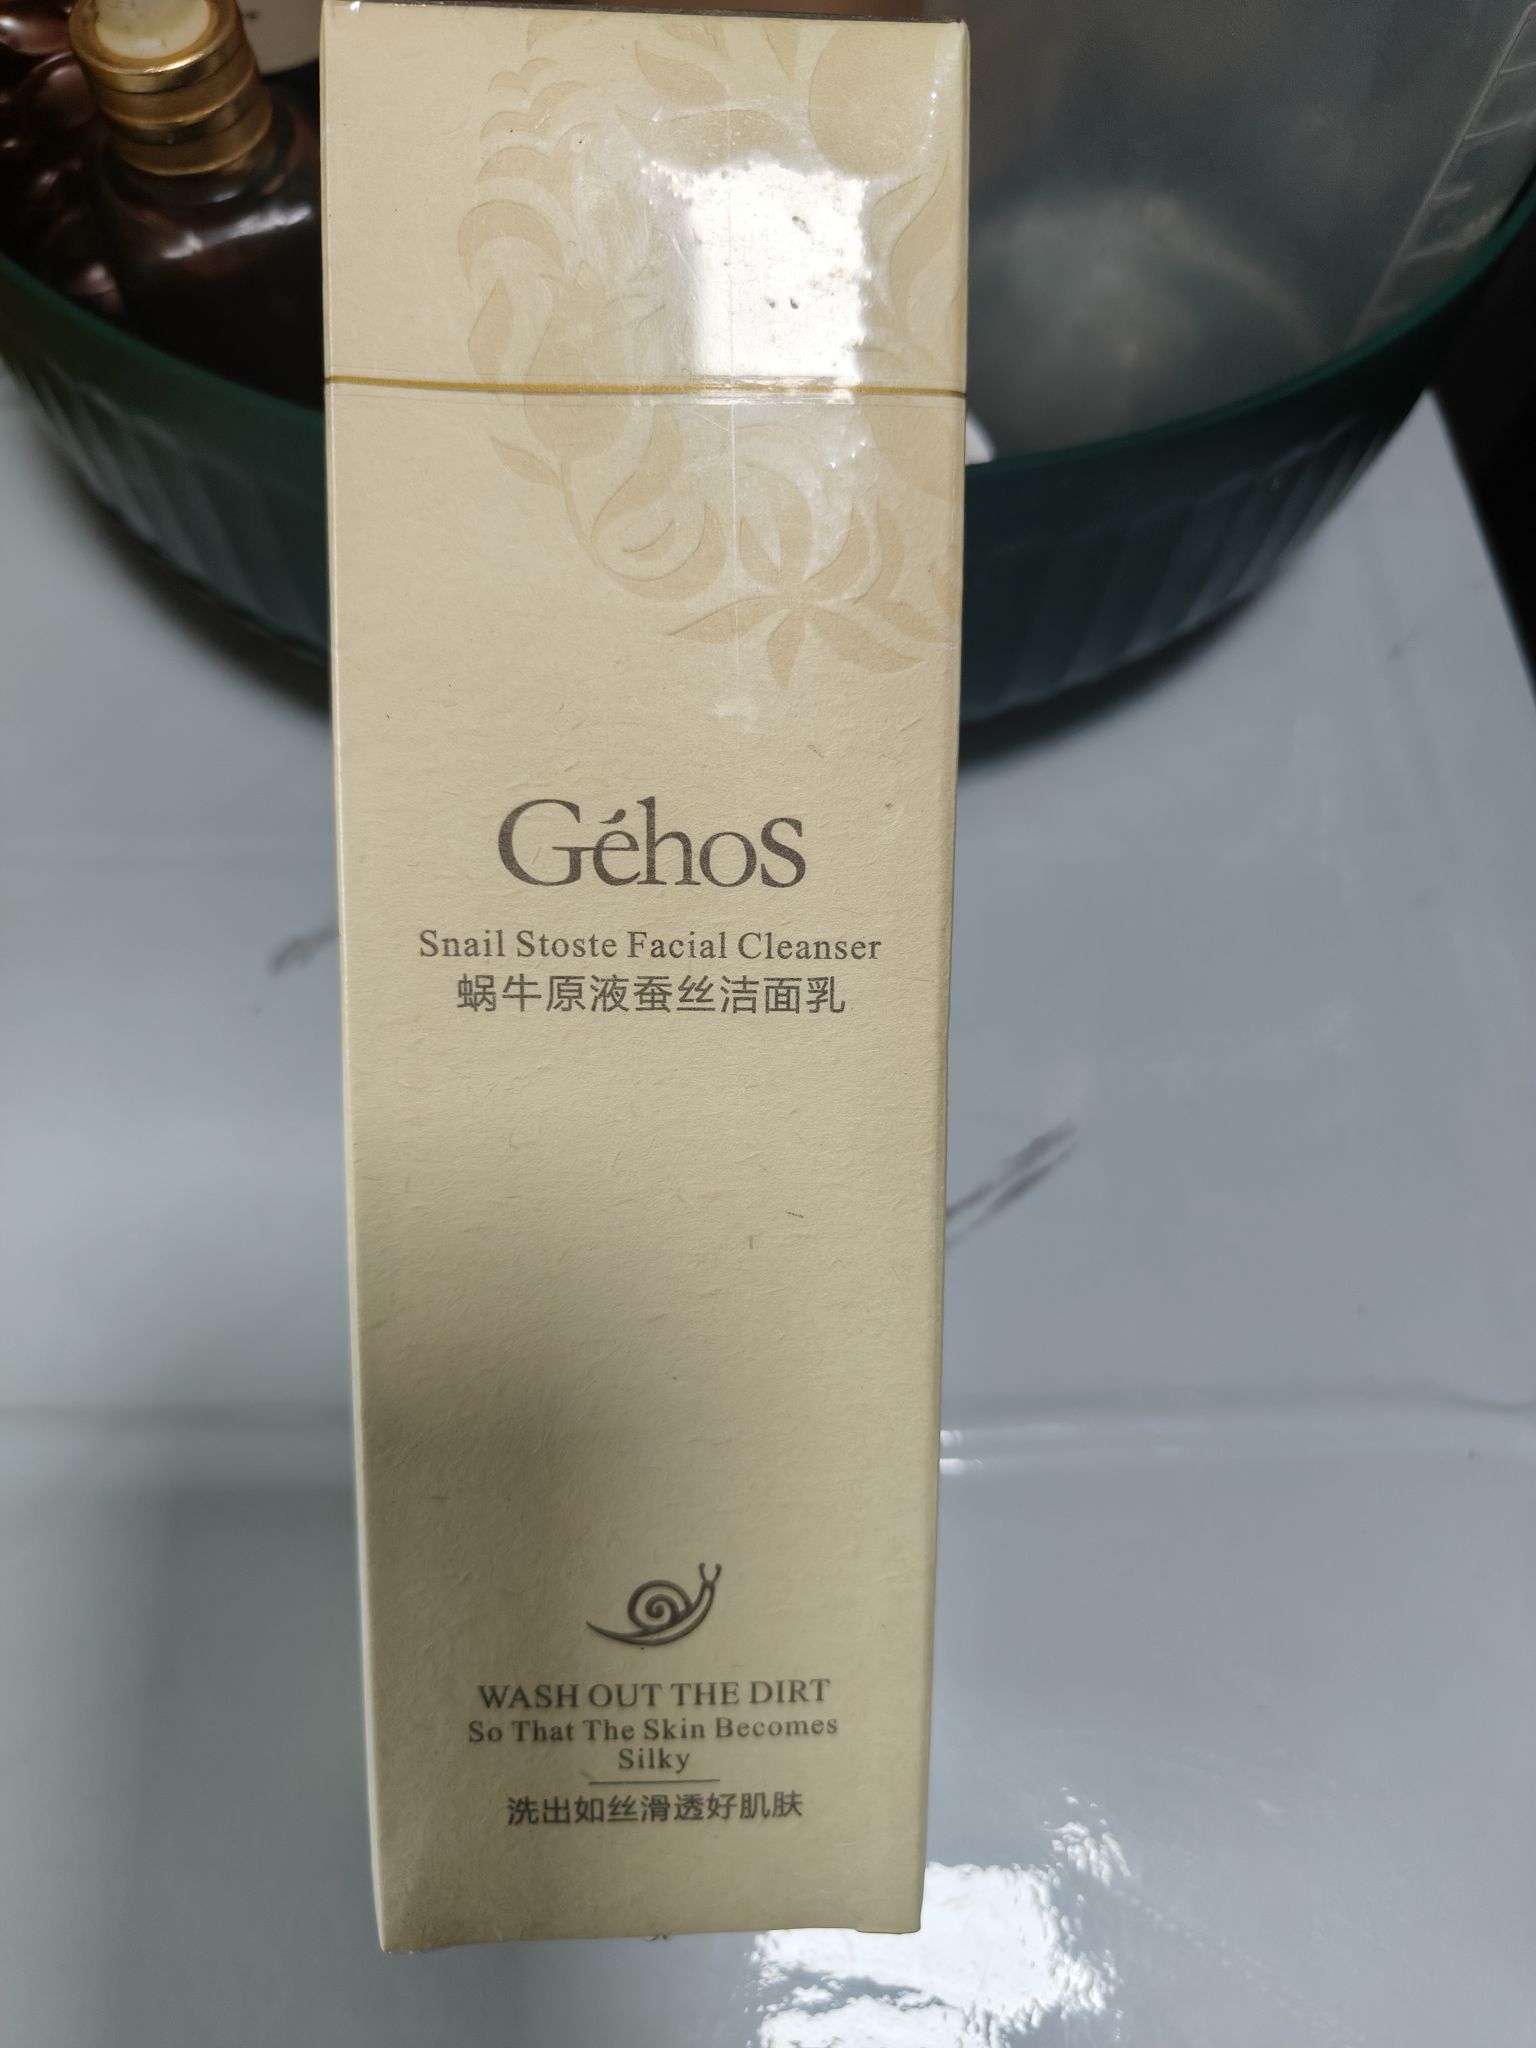 Géhos
Snail Stoste Facial Cleanser
蜗牛原液蚕丝洁面乳
WASH OUT THE DIRT
So That The Skin Becomes
Silky
洗出如丝滑透好肌肤